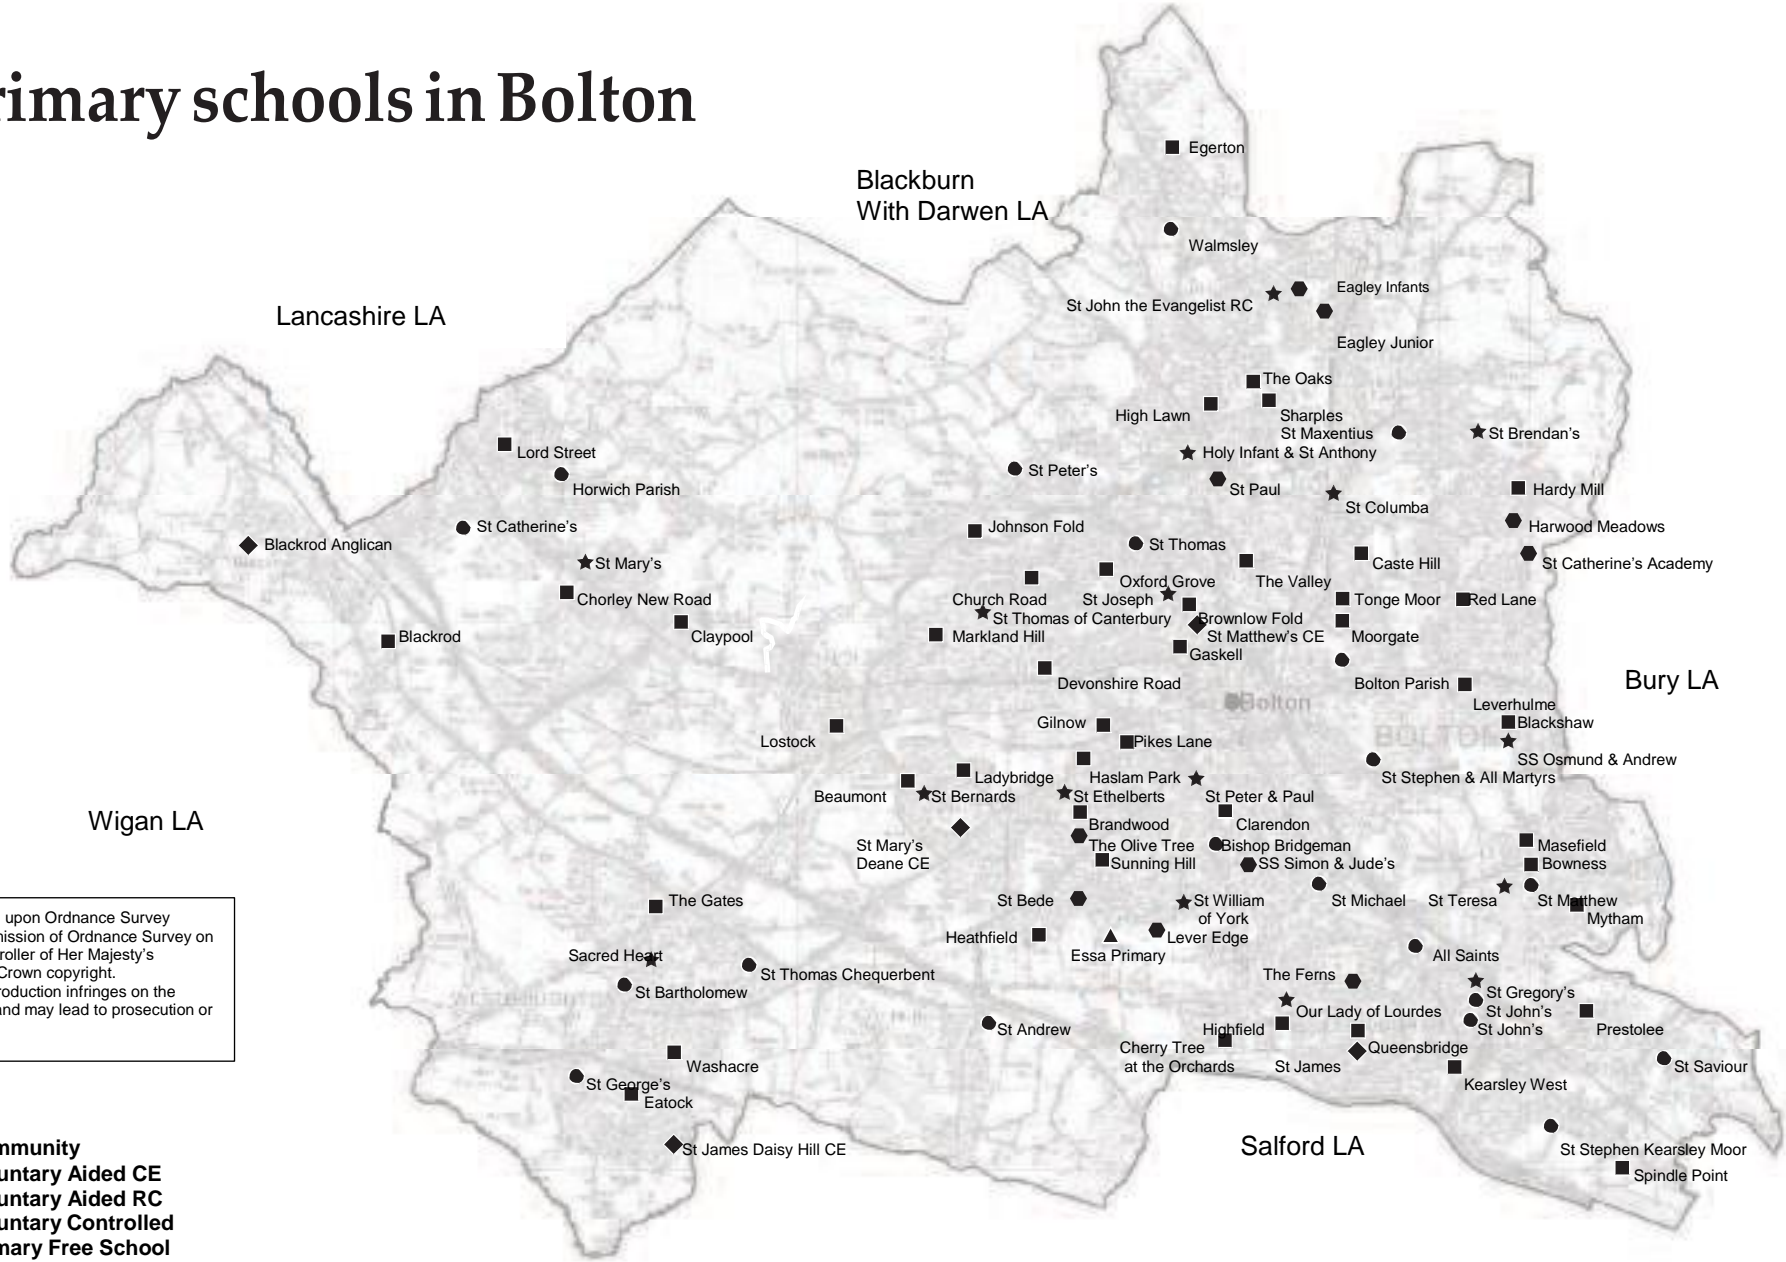 rimary schools in Bolton
Blackburn
With Darwen LA
Lancashire LA
Wigan LA
Bury LA
Salford LA
Egerton
Walmsley
St John the Evangelist RC
Eagley Infants
Eagley Junior
The Oaks
High Lawn
Sharples
St Maxentius
St Brendan's
Holy Infant & St Anthony
St Peter's
St Paul
St Columba
Hardy Mill
Harwood Meadows
St Catherine's Academy
Lord Street
Horwich Parish
St Catherine's
Blackrod Anglican
St Mary's
Chorley New Road
Claypool
Blackrod
Johnson Fold
St Thomas
Oxford Grove
The Valley
Caste Hill
Church Road
St Joseph
St Thomas of Canterbury
Brownlow Fold
Tonge Moor
Red Lane
Markland Hill
St Matthew's CE
Moorgate
Gaskell
Devonshire Road
Bolton Parish
Bolton
Leverhulme
Blackshaw
BOLTON
SS Osmund & Andrew
St Stephen & All Martyrs
Gilnow
Pikes Lane
Lostock
Ladybridge
Haslam Park
Beaumont
St Bernards
St Ethelberts
St Peter & Paul
Brandwood
Clarendon
St Mary's
Deane CE
The Olive Tree
Bishop Bridgeman
Sunning Hill
SS Simon & Jude's
Masefield
Bowness
The Gates
St Bede
St William
of York
St Michael
St Teresa
St Matthew
Mytham
Heathfield
Essa Primary
Lever Edge
All Saints
Sacred Heart
St Thomas Chequerbent
St Bartholomew
The Ferns
St Gregory's
Our Lady of Lourdes
St John's
St John's
Prestolee
St Andrew
Highfield
Cherry Tree
at the Orchards
Queensbridge
St James
Kearsley West
St Saviour
Washacre
St George's
Eatock
St James Daisy Hill CE
St Stephen Kearsley Moor
Spindle Point
upon Ordnance Survey
mission of Ordnance Survey on
roller of Her Majesty's
Crown copyright.
roduction infringes on the
and may lead to prosecution or
mmunity
untary Aided CE
untary Aided RC
untary Controlled
mary Free School